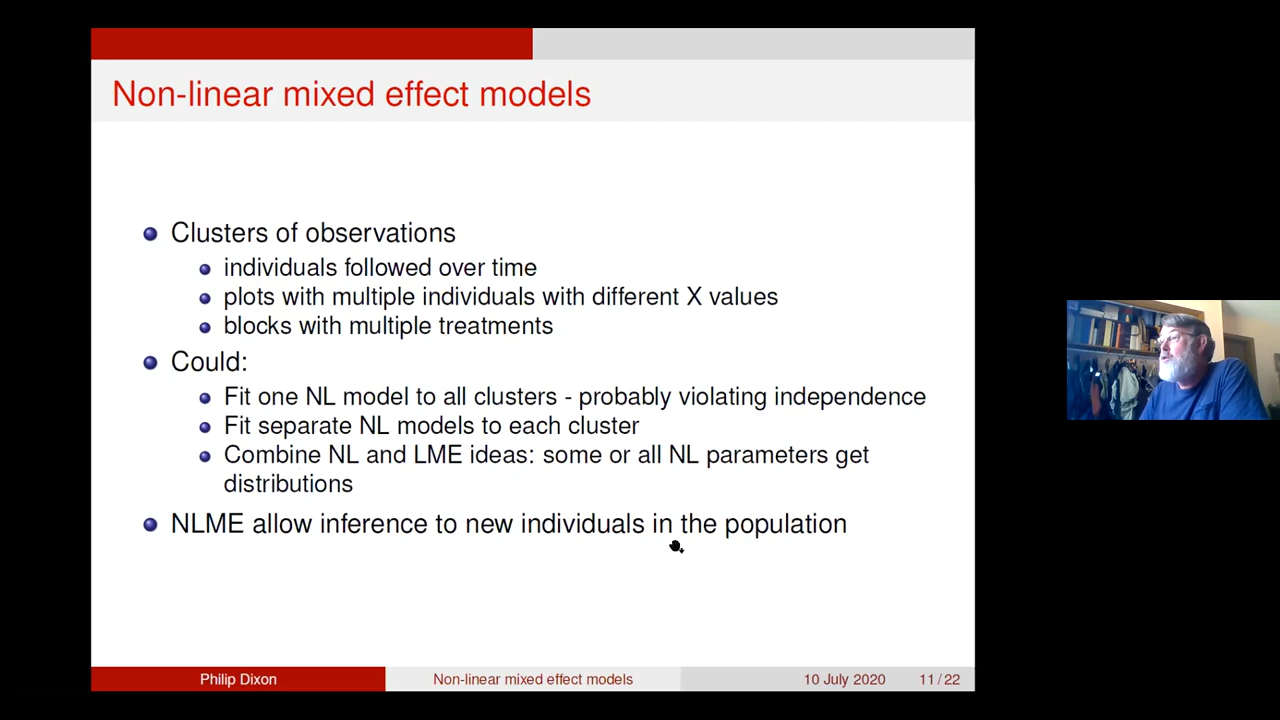 Non-linear mixed effect models
Clusters of observations
individuals followed over time
plots with multiple individuals with different X values
blocks with multiple treatments
Could:
Fit one NL model to all clusters - probably violating independence
Fit separate NL models to each cluster
Combine NL and LME ideas: some or all NL parameters get
distributions
NLME allow inference to new individuals in the population
Philip Dixon
Non-linear mixed effect models
10 July 2020
11 / 22